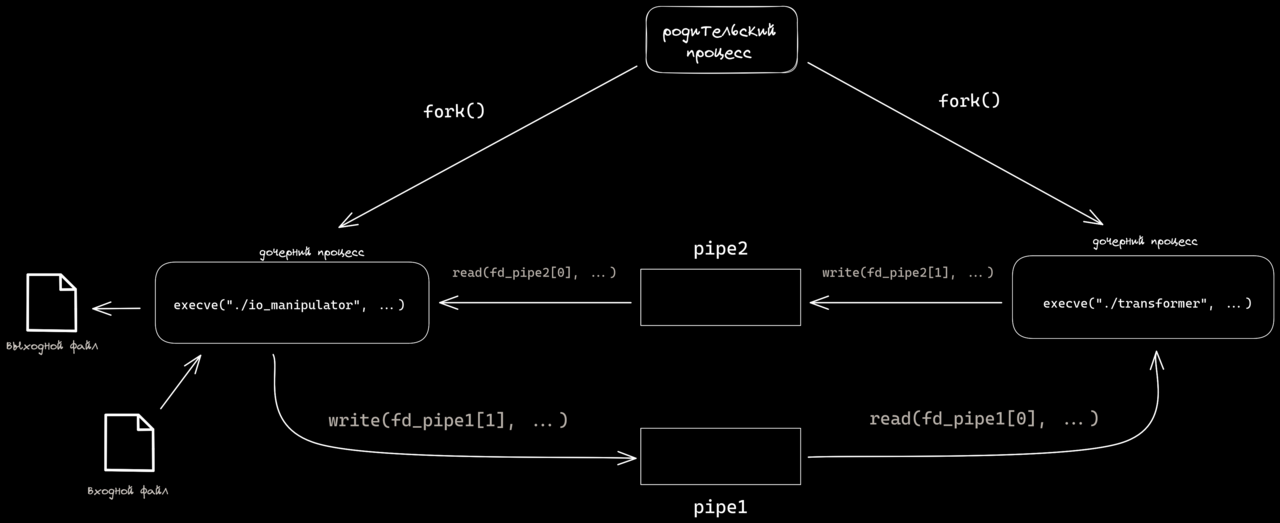 родительский
процесс
fork()
fork()
дочерний процесс
дочерний процесс
pipe2
read(fd_pipe2[0], ...)
write(fd_pipe2[1], ...)
execve("./io_manipulator", ...)
execve("./transformer", ...)
выходной файл
write(fd_pipe1[1], ...)
read(fd_pipe1[0], ...)
входной файл
pipe1